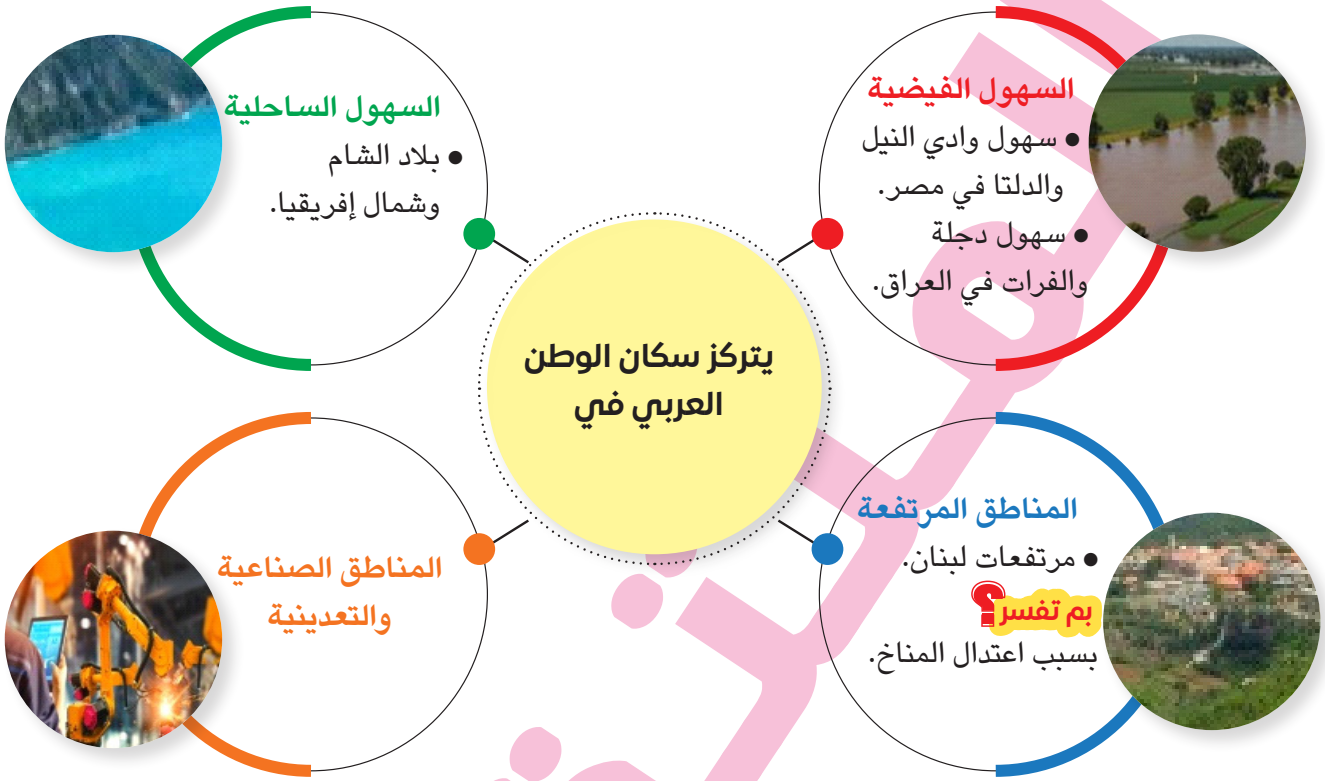 يتركز سكان الوطن
العربي في
السهول الفيضية
• سهول وادي النيل
والدلتا في مصر.
• سهول دجلة
والفرات في العراق.
السهول الساحلية
• بلاد الشام
وشمال إفريقيا.
المناطق المرتفعة
• مرتفعات لبنان.
بم تفسر؟
بسبب اعتدال المناخ.
المناطق الصناعية
والتعدينية